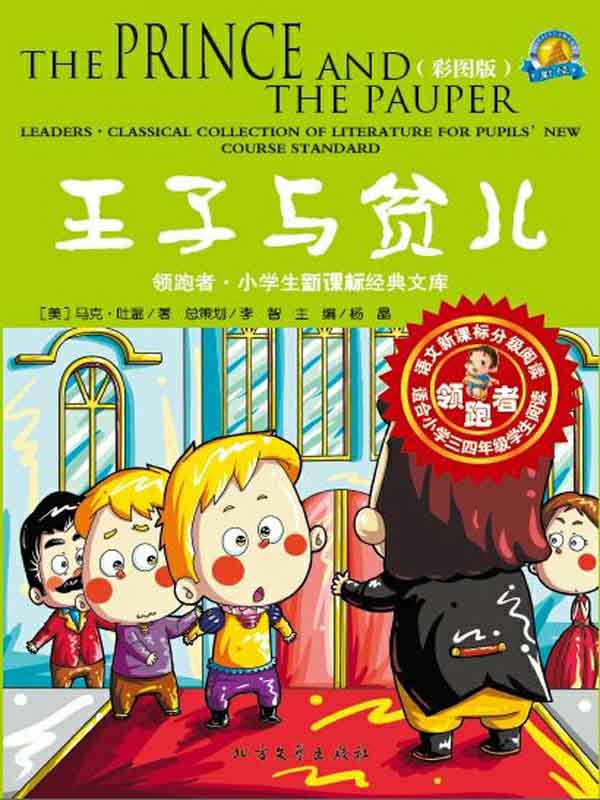 THE PRINCE AND（彩图版）
THE PAUPER
LEADERS·CLASSICAL COLLECTION OF LITERATURE FOR PUPILS' NEW
COURSE STANDARD
王子与贫儿
领跑者·小学生新课标经典文库
［美］马克·吐温/著 总策划/李 智 主 编/杨 晶
语文新课标分级阅读
领跑者
适合小学三四年级学生阅读
北方文艺出版社